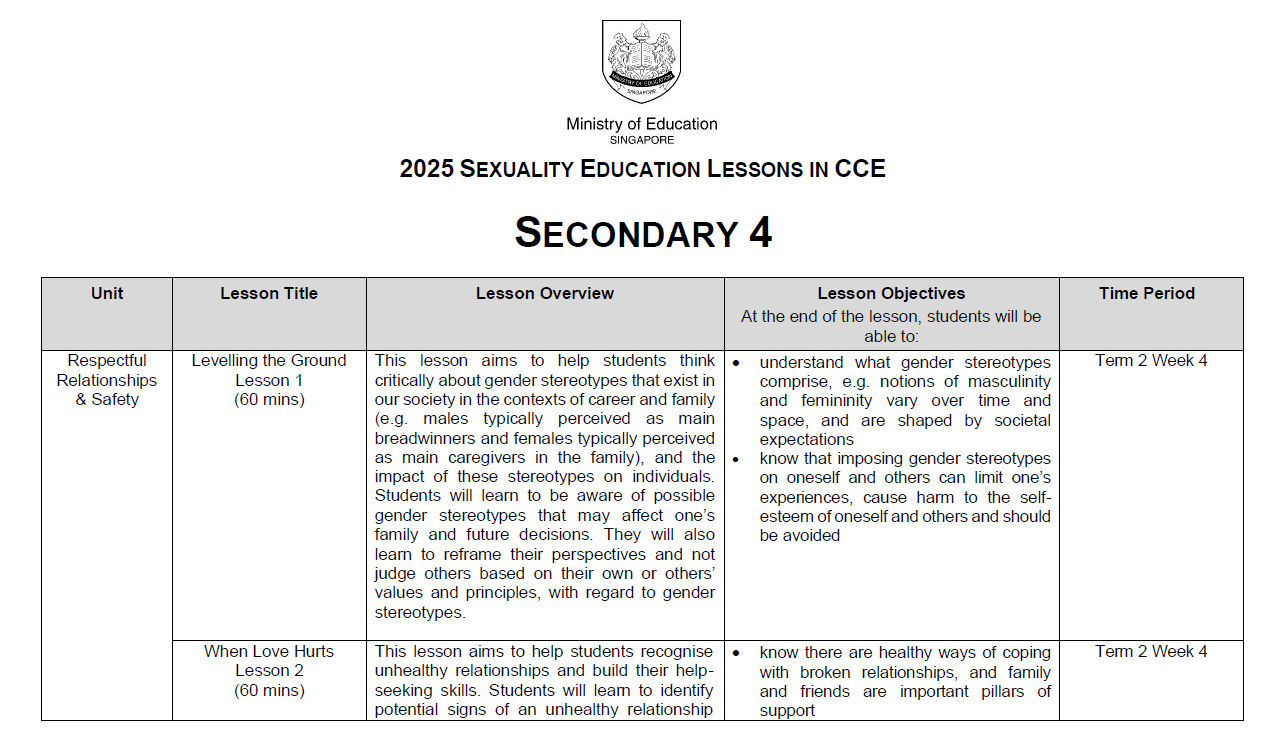 MINISTRY OF EDUCATION
SINGAPORE
Ministry of Education
SINGAPORE
2025 SEXUALITY EDUCATION LESSONS IN CCE
SECONDARY 4
Unit
Lesson Title
Lesson Overview
Lesson Objectives
At the end of the lesson, students will be
able to:
Time Period
Respectful
Relationships
& Safety
Levelling the Ground
Lesson 1
(60 mins)
This lesson aims to help students think
critically about gender stereotypes that exist in
our society in the contexts of career and family
(e.g. males typically perceived as main
breadwinners and females typically perceived
as main caregivers in the family), and the
impact of these stereotypes on individuals.
Students will learn to be aware of possible
gender stereotypes that may affect one’s
family and future decisions. They will also
learn to reframe their perspectives and not
judge others based on their own or others’
values and principles, with regard to gender
stereotypes.
• understand what gender stereotypes
comprise, e.g. notions of masculinity
and femininity vary over time and
space, and are shaped by societal
expectations
• know that imposing gender stereotypes
on oneself and others can limit one’s
experiences, cause harm to the self-
esteem of oneself and others and should
be avoided
Term 2 Week 4
When Love Hurts
Lesson 2
(60 mins)
This lesson aims to help students recognise
unhealthy relationships and build their help-
seeking skills. Students will learn to identify
potential signs of an unhealthy relationship
• know there are healthy ways of coping
with broken relationships, and family
and friends are important pillars of
support
Term 2 Week 4